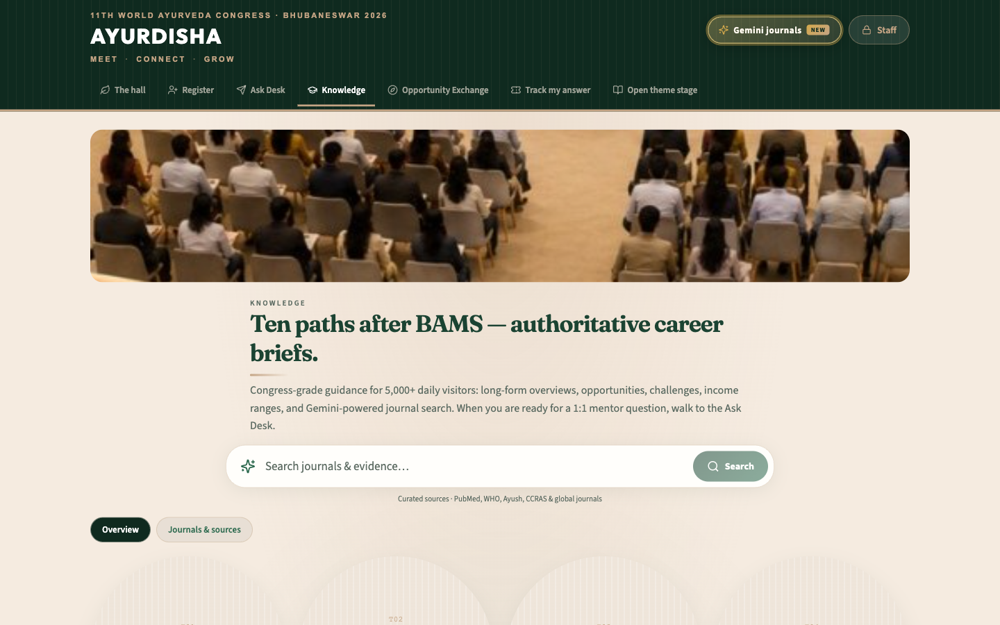 11TH WORLD AYURVEDA CONGRESS · BHUBANESWAR 2026
AYURDISHA
MEET · CONNECT · GROW
Gemini journals NEW
Staff
The hall
Register
Ask Desk
Knowledge
Opportunity Exchange
Track my answer
Open theme stage
KNOWLEDGE
Ten paths after BAMS — authoritative career
briefs.
Congress-grade guidance for 5,000+ daily visitors: long-form overviews, opportunities, challenges, income
ranges, and Gemini-powered journal search. When you are ready for a 1:1 mentor question, walk to the Ask
Desk.
Search journals & evidence…
Search
Curated sources · PubMed, WHO, Ayush, CCRAS & global journals
Overview
Journals & sources
T02